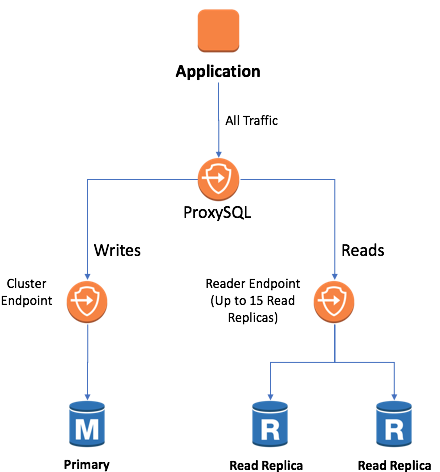 Application
All Traffic
ProxySQL
Writes
Reads
Cluster
Endpoint
Reader Endpoint
(Up to 15 Read
Replicas)
M
R
R
Primary
Read Replica
Read Replica